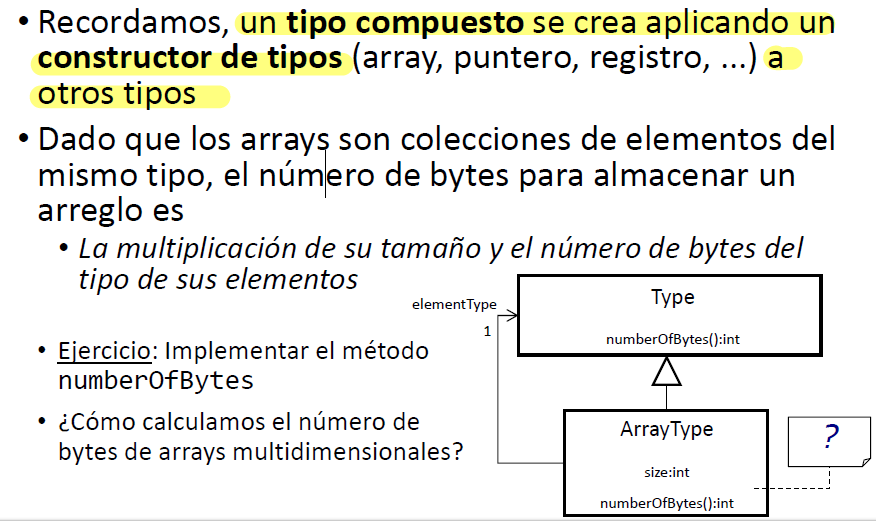 • Recordamos, un tipo compuesto se crea aplicando un
constructor de tipos (array, puntero, registro, ...) a
otros tipos
• Dado que los arrays son colecciones de elementos del
mismo tipo, el número de bytes para almacenar un
arreglo es
• La multiplicación de su tamaño y el número de bytes del
tipo de sus elementos
• Ejercicio: Implementar el método
numberOfBytes
• ¿Cómo calculamos el número de
bytes de arrays multidimensionales?
elementType
1
Type
numberOfBytes():int
ArrayType
size:int
numberOfBytes():int
?